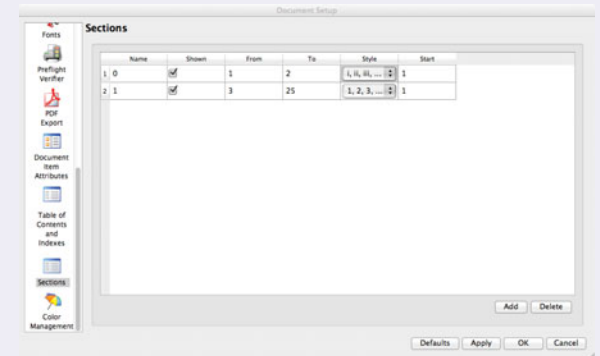 Document Setup
Fonts
Preflight
Verifier
PDF
Export
Document
Item
Attributes
Table of
Contents
and
Indexes
Sections
Color
Management
Sections
Name Shown From To Style Start
1 0 1 2 i, ii, iii, ... 1
2 1 3 25 1, 2, 3, ... 1
Add Delete
Defaults Apply OK Cancel